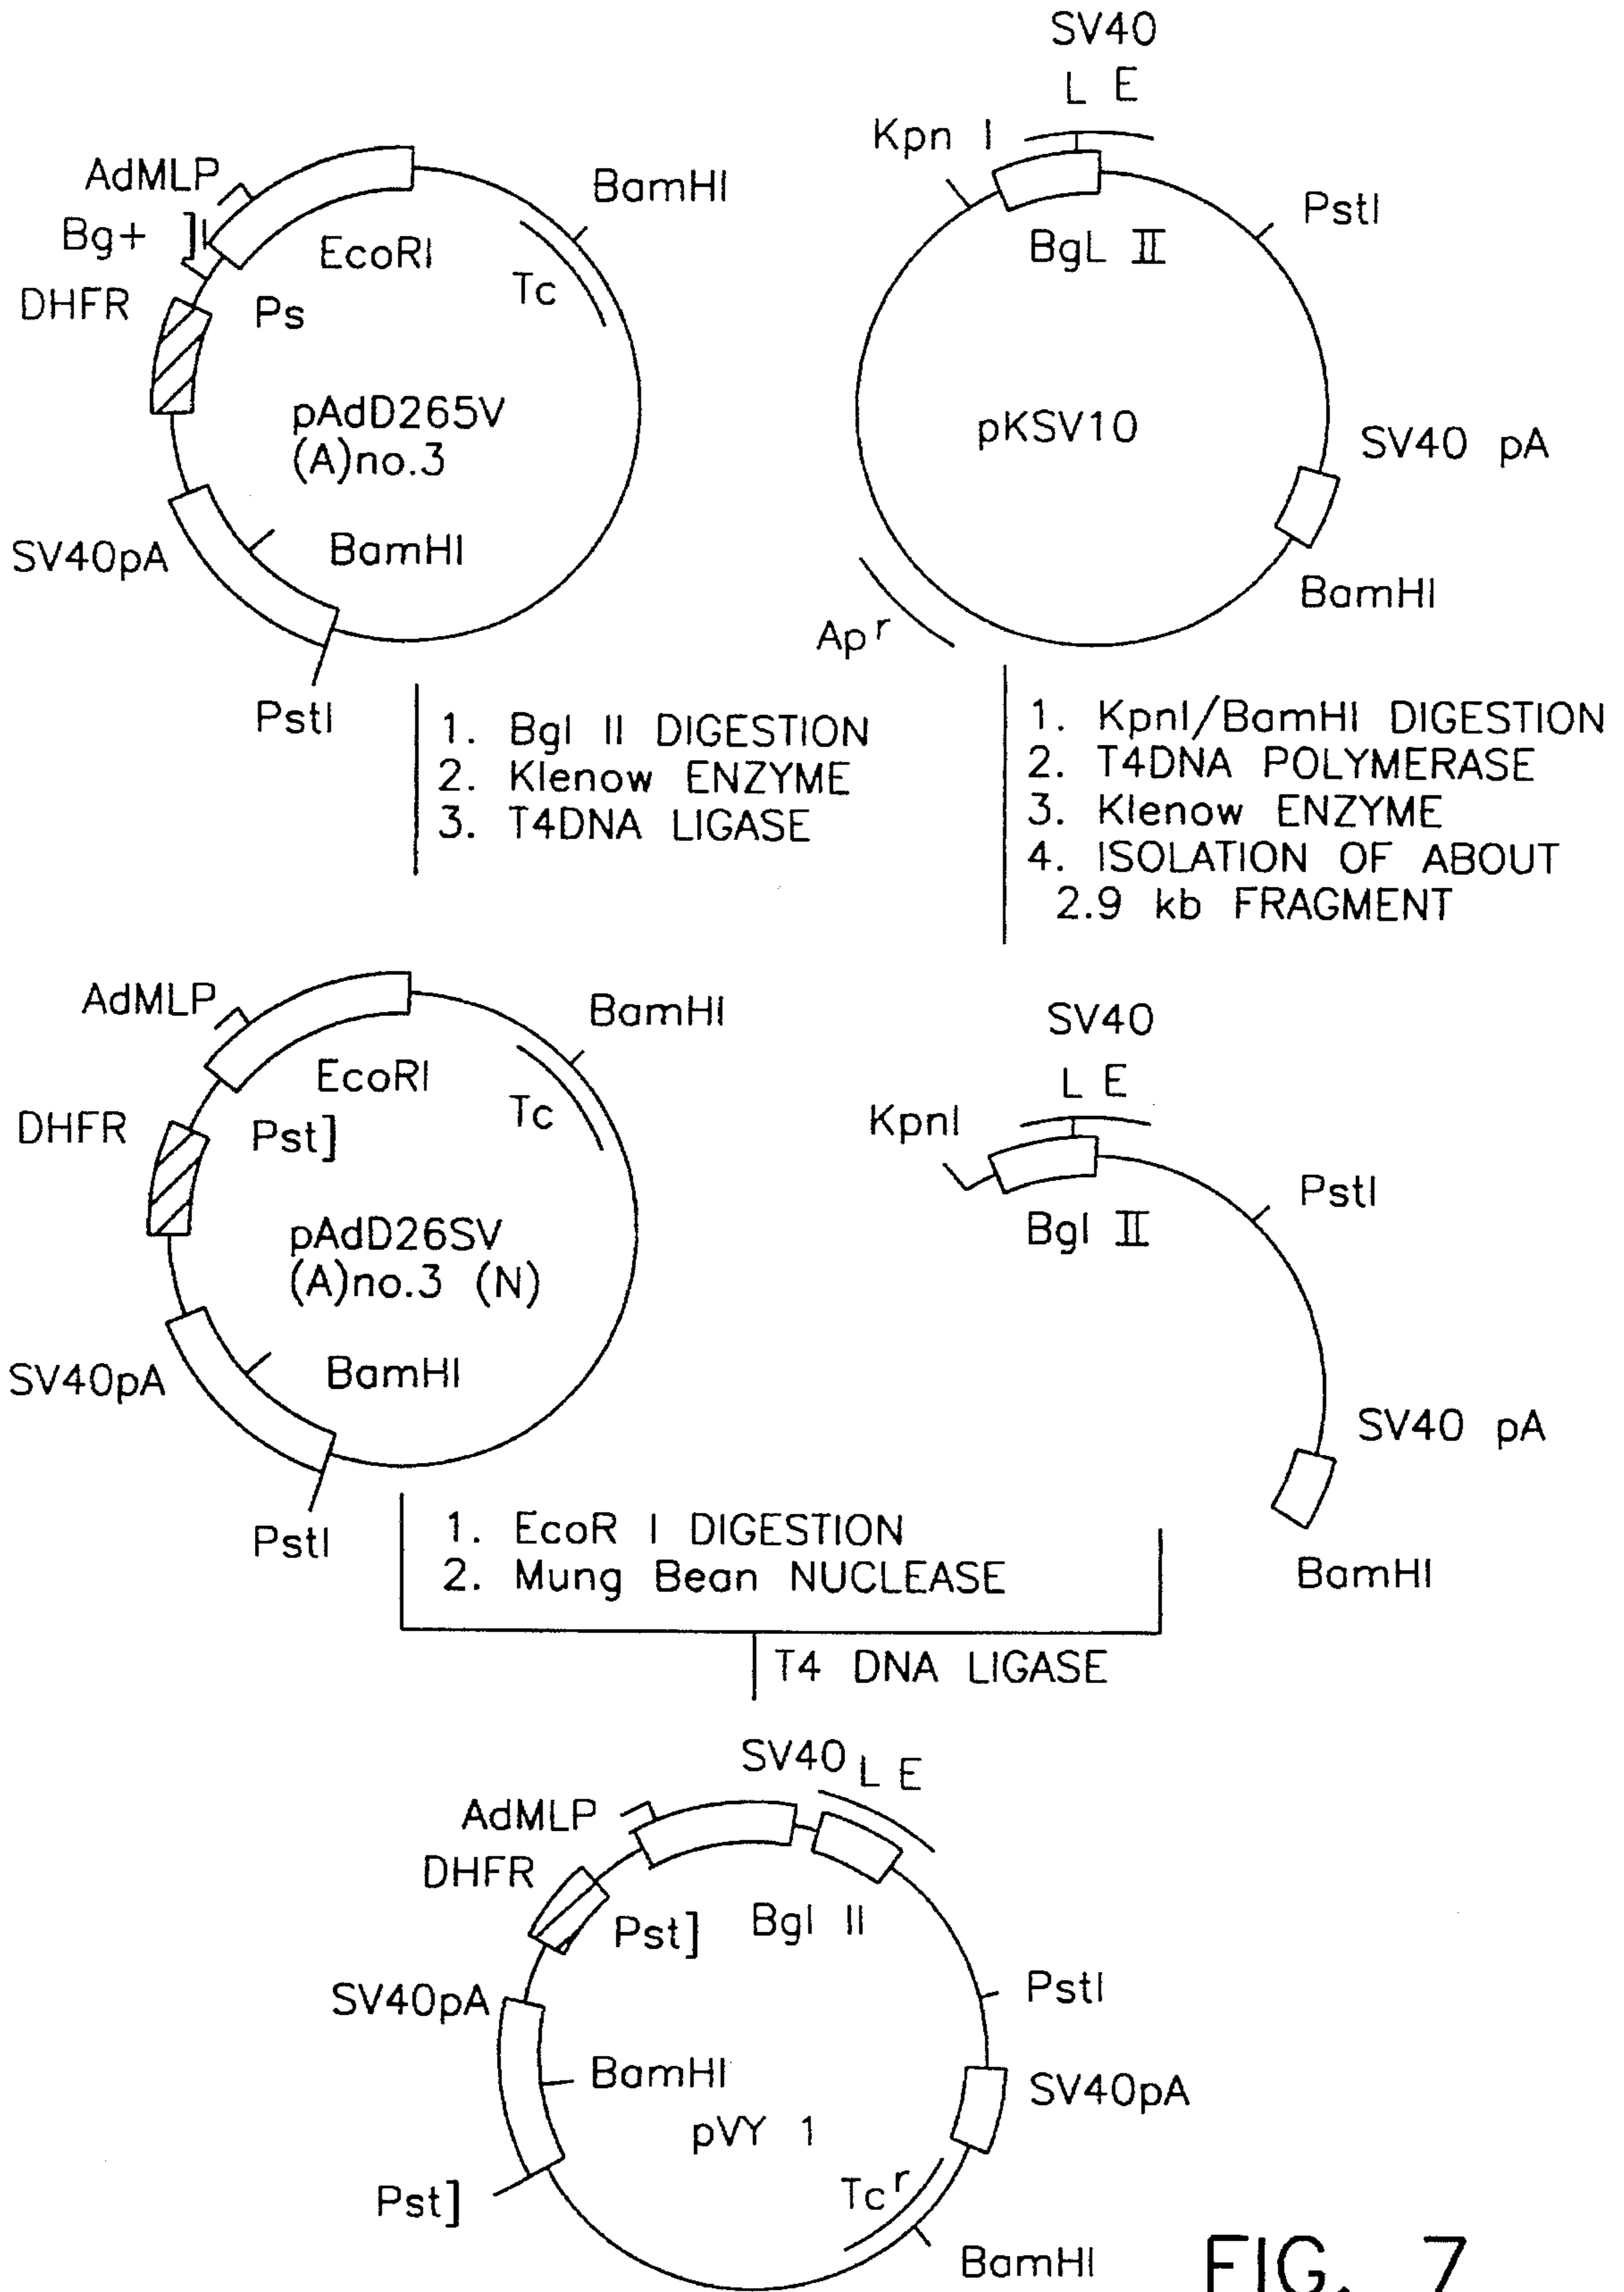 SV40
L E
Kpn I
BgL II
PstI
pKSV10
SV40 pA
BamHI
Ap r
AdMLP
Bg+ ]I
DHFR
EcoRI
Ps
Tc
BamHI
pAdD265V
(A)no.3
SV40pA
BamHI
PstI
1. Bgl II DIGESTION
2. Klenow ENZYME
3. T4DNA LIGASE
1. KpnI/BamHI DIGESTION
2. T4DNA POLYMERASE
3. Klenow ENZYME
4. ISOLATION OF ABOUT
2.9 kb FRAGMENT
AdMLP
BamHI
EcoRI
Tc
DHFR
Pst]
pAdD26SV
(A)no.3 (N)
SV40pA
BamHI
PstI
SV40
L E
KpnI
Bgl II
PstI
SV40 pA
BamHI
1. EcoR I DIGESTION
2. Mung Bean NUCLEASE
T4 DNA LIGASE
SV40 L E
AdMLP
DHFR
Pst]
Bgl II
PstI
SV40pA
BamHI
SV40pA
pVY 1
Pst]
Tc r
BamHI
FIG. 7